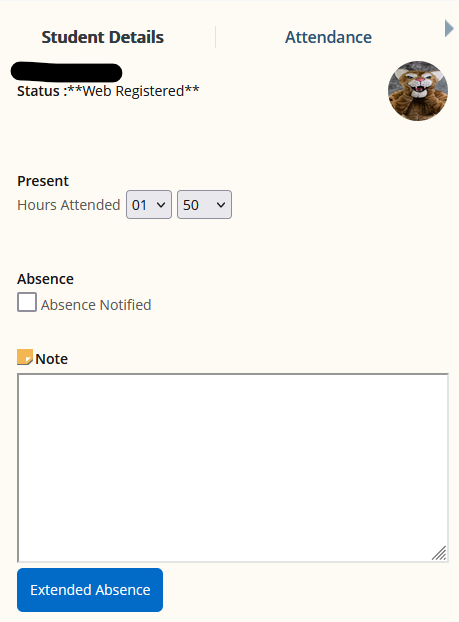 Student Details
Attendance
Status :**Web Registered**
Present
Hours Attended 01 50
Absence
Absence Notified
Note
Extended Absence